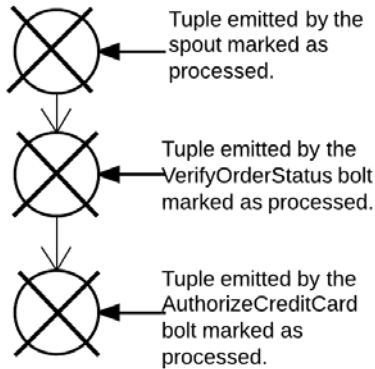 Tuple emitted by the
spout marked as
processed.
Tuple emitted by the
VerifyOrderStatus bolt
marked as processed.
Tuple emitted by the
AuthorizeCreditCard
bolt marked as
processed.